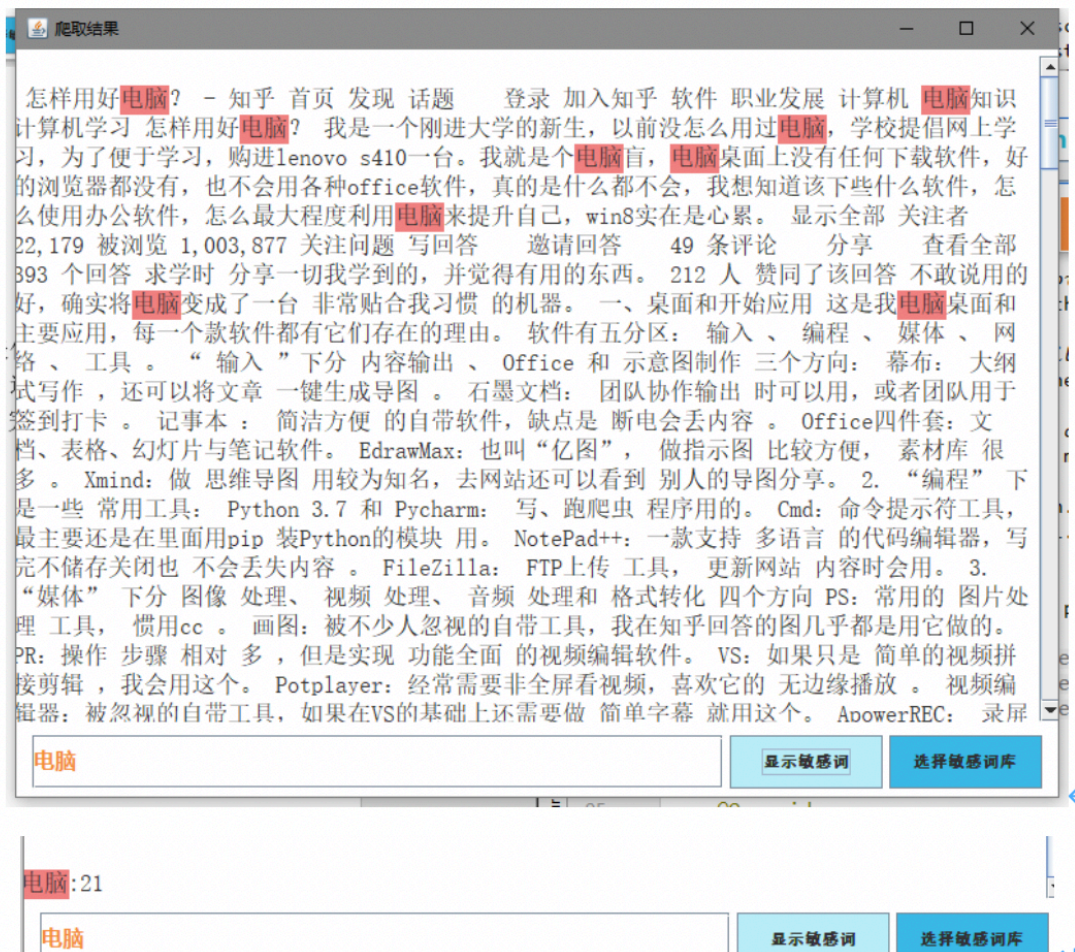 爬取结果
怎样用好电脑? - 知乎 首页 发现 话题 登录 加入知乎 软件 职业发展 计算机 电脑知识
计算机学习 怎样用好电脑? 我是一个刚进大学的新生，以前没怎么用过电脑，学校提倡网上学
习，为了便于学习，购进lenovo s410一台。我就是个电脑盲，电脑桌面上没有任何下载软件，好
的浏览器都没有，也不会用各种office软件，真的是什么都不会，我想知道该下些什么软件，怎
么使用办公软件，怎么最大程度利用电脑来提升自己，win8实在是心累。 显示全部 关注者
22,179 被浏览 1,003,877 关注问题 写回答 邀请回答 49 条评论 分享 查看全部
393 个回答 求学时 分享一切我学到的，并觉得有用的东西。 212 人 赞同了该回答 不敢说用的
好，确实将电脑变成了一台 非常贴合我习惯 的机器。 一、桌面和开始应用 这是我电脑桌面和
主要应用，每一个款软件都有它们存在的理由。 软件有五分区： 输入 、 编程 、 媒体 、 网
络 、 工具 。 “ 输入 ”下分 内容输出 、 Office 和 示意图制作 三个方向： 幕布： 大纲
式写作 ，还可以将文章 一键生成导图 。 石墨文档： 团队协作输出 时可以用，或者团队用于
签到打卡 。 记事本 ： 简洁方便 的自带软件，缺点是 断电会丢内容 。 Office四件套：文
档、表格、幻灯片与笔记软件。 EdrawMax：也叫“亿图”， 做指示图 比较方便， 素材库 很
多 。 Xmind：做 思维导图 用较为知名，去网站还可以看到 别人的导图分享。 2. “编程” 下
是一些 常用工具： Python 3.7 和 Pycharm： 写、跑爬虫 程序用的。 Cmd：命令提示符工具，
最主要还是在里面用pip 装Python的模块 用。 NotePad++：一款支持 多语言 的代码编辑器，写
完不储存关闭也 不会丢失内容 。 FileZilla： FTP上传 工具， 更新网站 内容时会用。 3.
“媒体” 下分 图像 处理、 视频 处理、 音频 处理和 格式转化 四个方向 PS：常用的 图片处
理 工具， 惯用cc 。 画图：被不少人忽视的自带工具，我在知乎回答的图几乎都是用它做的。
PR：操作 步骤 相对 多 ，但是实现 功能全面 的视频编辑软件。 VS：如果只是 简单的视频拼
接剪辑 ，我会用这个。 Potplayer：经常需要非全屏看视频，喜欢它的 无边缘播放 。 视频编
辑器：被忽视的自带工具，如果在VS的基础上还需要做 简单字幕 就用这个。 ApowerREC： 录屏
电脑 显示敏感词 选择敏感词库
电脑:21
电脑 显示敏感词 选择敏感词库